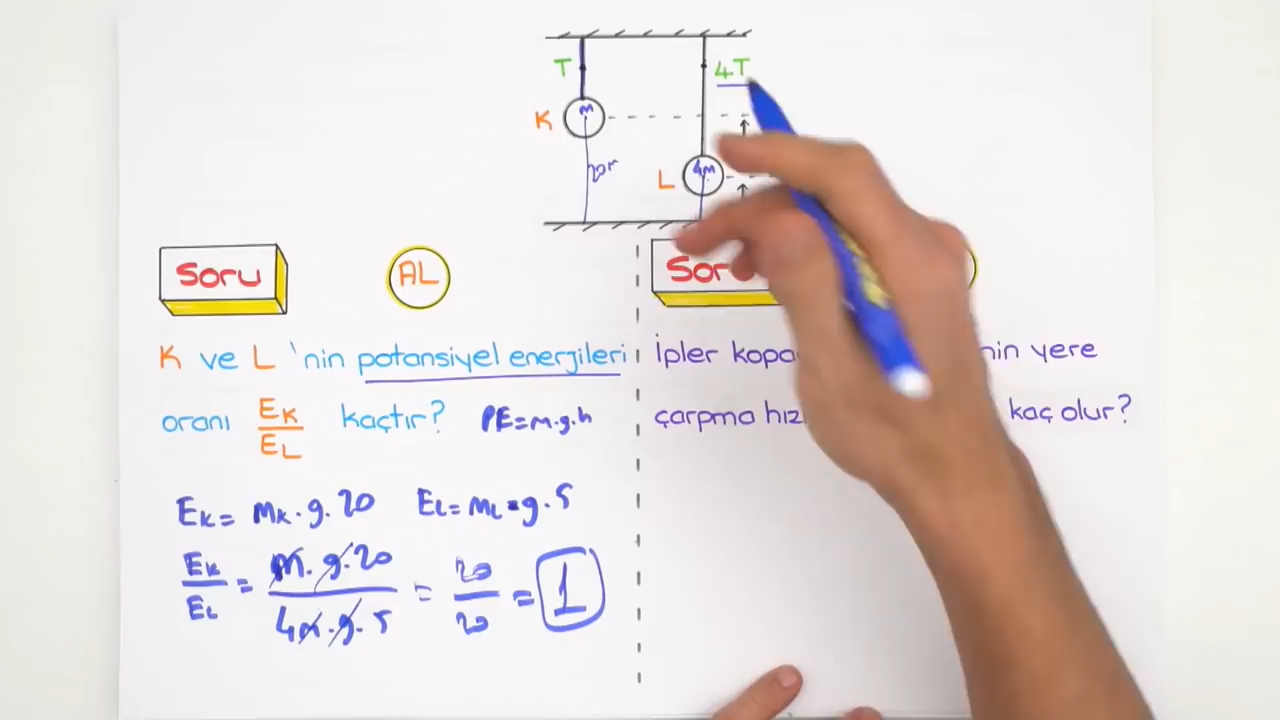 T
4T
K
m
20m
L
4m
Soru
AL
K ve L 'nin potansiyel enerjileri
oranı EK/EL kaçtır? PE=m.g.h
EK= mK.g.20 EL=mL.g.5
EK/EL = m.g.20/4m.g.5 = 20/20 = 1
İpler kopa nin yere
çarpma hız kaç olur?